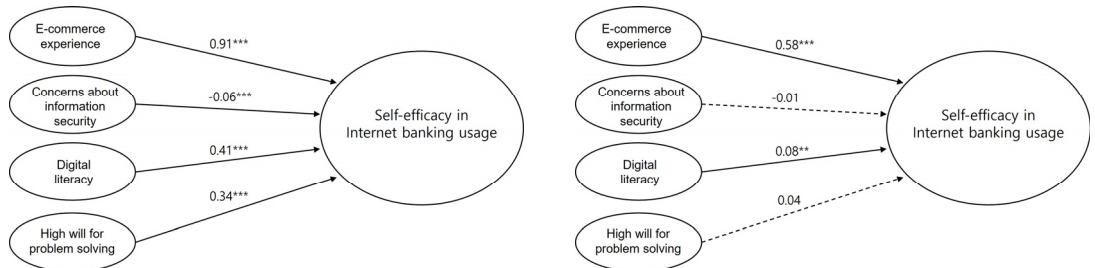 E-commerce
experience
0.91***
Concerns about
information
security
-0.06***
Self-efficacy in
Internet banking usage
Digital
literacy
0.41***
0.34***
High will for
problem solving
E-commerce
experience
0.58***
Concerns about
information
security
-0.01
Self-efficacy in
Internet banking usage
Digital
literacy
0.08**
0.04
High will for
problem solving